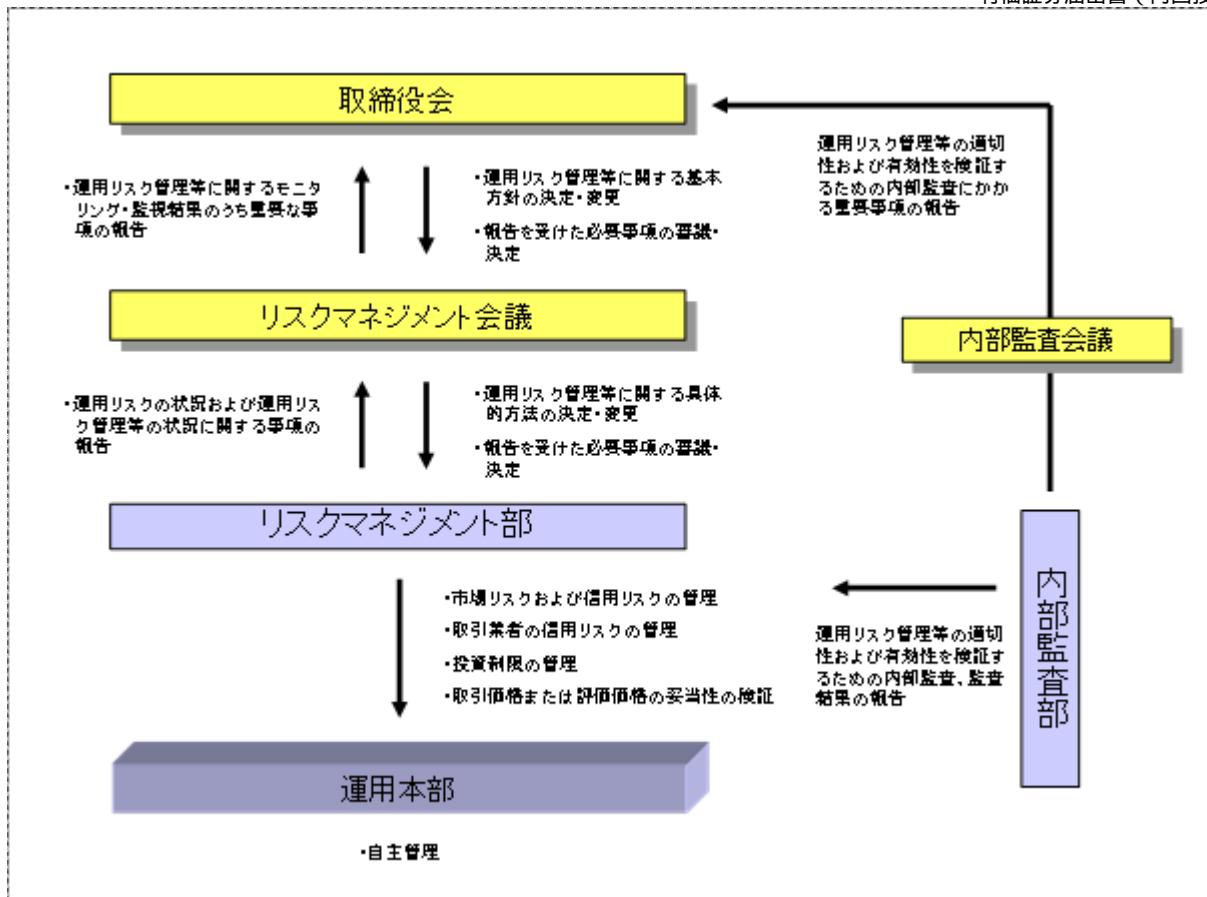 取締役会
運用リスク管理等の適切
性および有効性を検証す
るための内部監査にかか
る重要事項の報告
・運用リスク管理等に関するモニタ
リング・監視結果のうち重要な事
項の報告
・運用リスク管理等に関する基本
方針の決定・変更
・報告を受けた必要事項の審議・
決定
リスクマネジメント会議
内部監査会議
・運用リスクの状況および運用リス
ク管理等の状況に関する事項の
報告
・運用リスク管理等に関する具体
的方法の決定・変更
・報告を受けた必要事項の審議・
決定
リスクマネジメント部
内部監査部
・市場リスクおよび信用リスクの管理
・取引業者の信用リスクの管理
・投資制限の管理
・取引価格または評価価格の妥当性の検証
運用リスク管理等の適切
性および有効性を検証す
るための内部監査、監査
結果の報告
運用本部
・自主管理